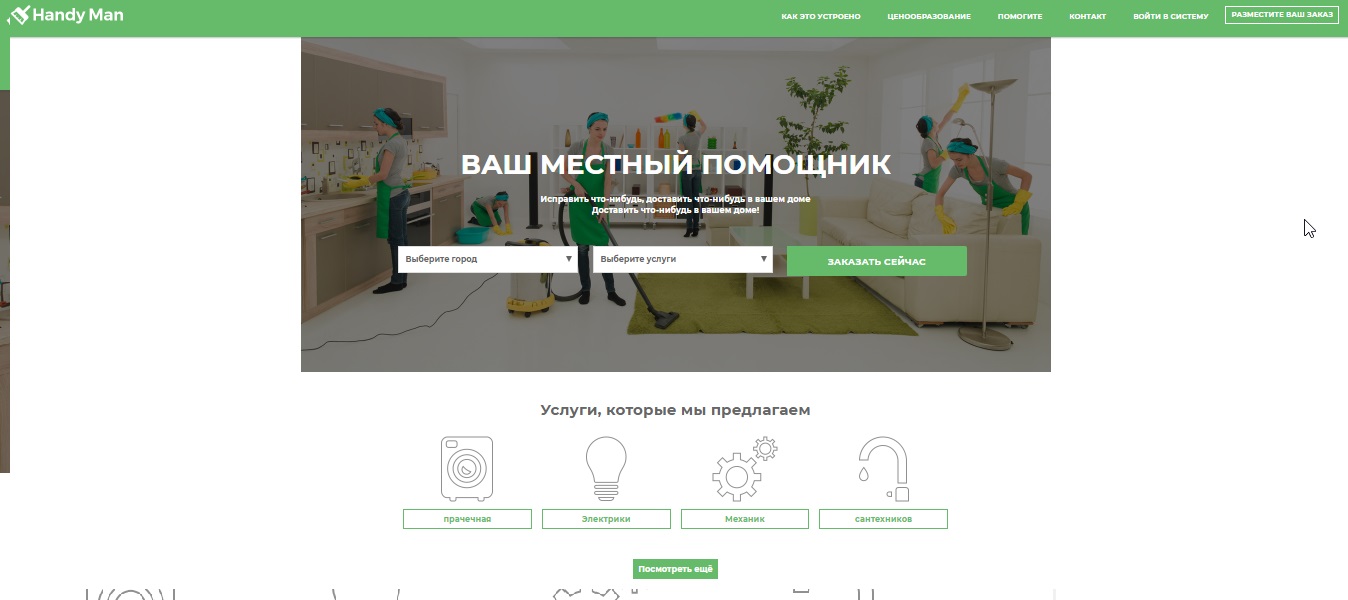 Handy Man
КАК ЭТО УСТРОЕНО ЦЕНООБРАЗОВАНИЕ ПОМОГИТЕ КОНТАКТ ВОЙТИ В СИСТЕМУ РАЗМЕСТИТЕ ВАШ ЗАКАЗ
ВАШ МЕСТНЫЙ ПОМОЩНИК
Исправить что-нибудь, доставить что-нибудь в вашем доме
Доставить что-нибудь в вашем доме!
Выберите город Выберите услуги ЗАКАЗАТЬ СЕЙЧАС
Услуги, которые мы предлагаем
прачечная Электрики Механик сантехников
Посмотреть ещё